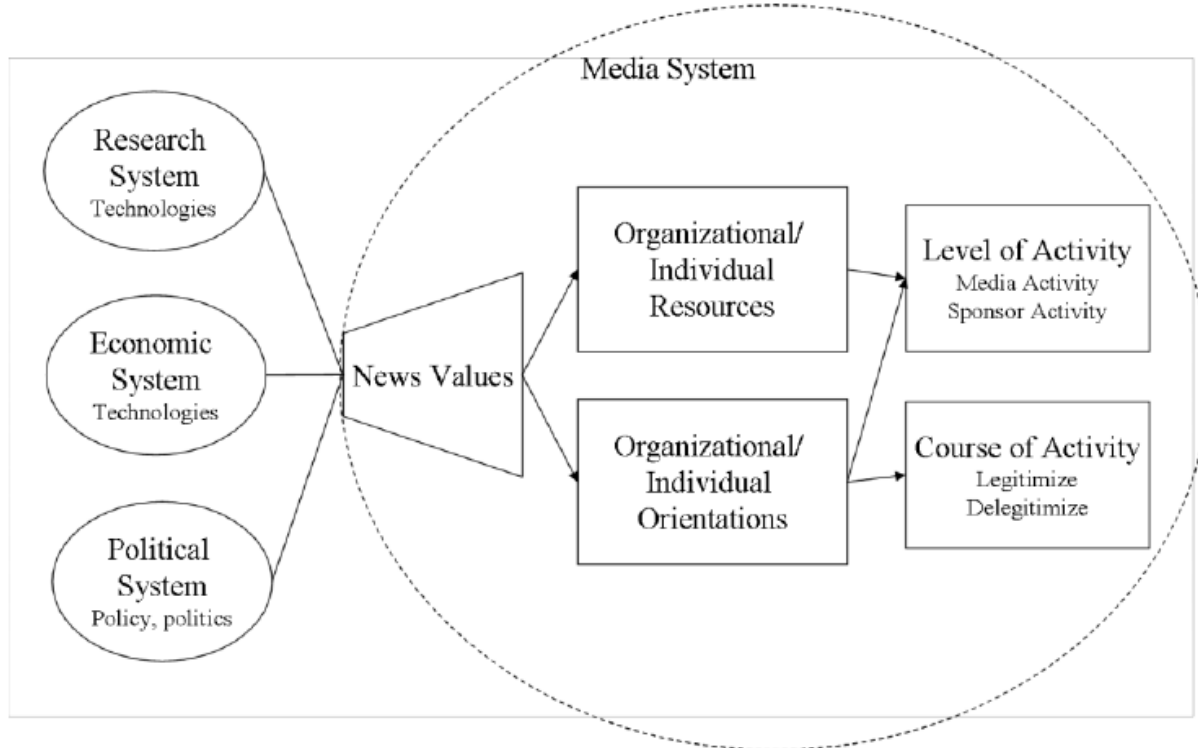 Media System
Research
System
Technologies
Economic
System
Technologies
Political
System
Policy, politics
News Values
Organizational/
Individual
Resources
Organizational/
Individual
Orientations
Level of Activity
Media Activity
Sponsor Activity
Course of Activity
Legitimize
Delegitimize